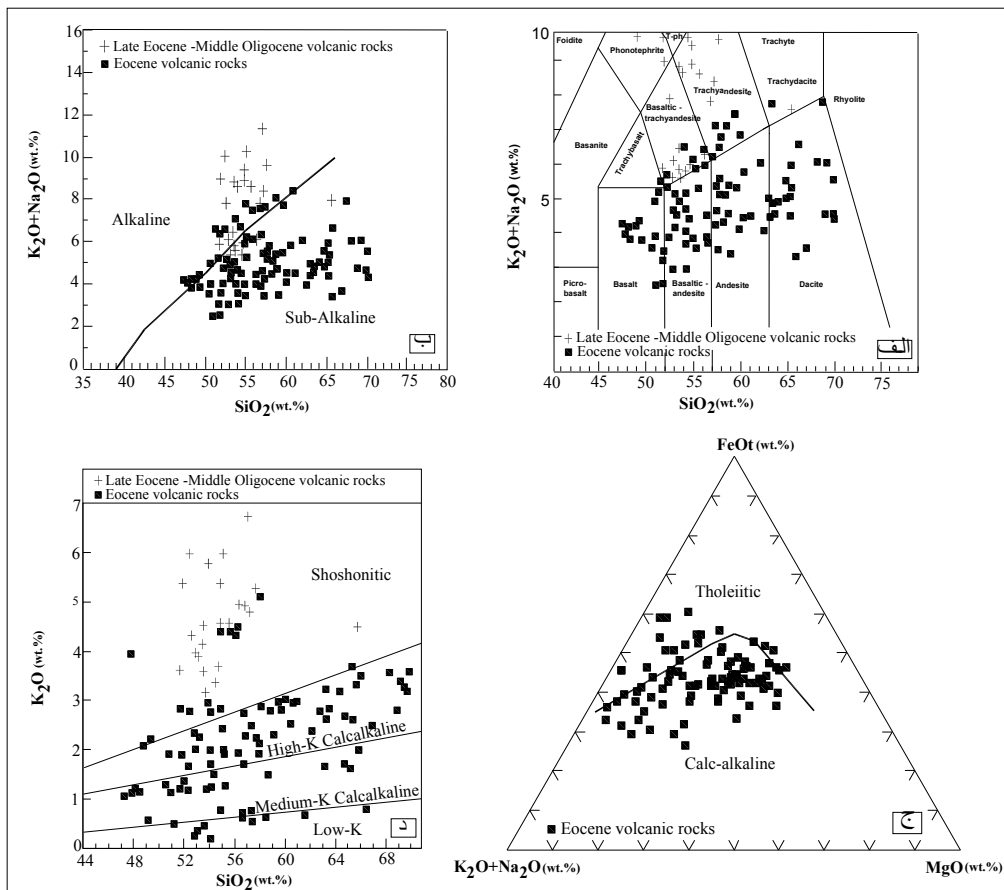 16
14
12
10
8
6
4
2
0
K₂O+Na₂O (wt.%)
Late Eocene -Middle Oligocene volcanic rocks
Eocene volcanic rocks
Alkaline
Sub-Alkaline
ب
35 40 45 50 55 60 65 70 75 80
SiO₂ (wt.%)
10
5
K₂O+Na₂O (wt.%)
Foidite
Phonotephrite
T-ph
Trachyte
Trachydacite
Trachyandesite
Rhyolite
Basaltic - trachyandesite
Basanite
Trachybasalt
Picro-
basalt
Basalt
Basaltic -
andesite
Andesite
Dacite
Late Eocene -Middle Oligocene volcanic rocks
Eocene volcanic rocks
الف
40 45 50 55 60 65 70 75
SiO₂ (wt.%)
Late Eocene -Middle Oligocene volcanic rocks
Eocene volcanic rocks
7
6
5
4
3
2
1
0
K₂O (wt.%)
Shoshonitic
High-K Calcalkaline
Medium-K Calcalkaline
Low-K
د
44 48 52 56 60 64 68
SiO₂ (wt.%)
FeOt (wt.%)
Tholeiitic
Calc-alkaline
Eocene volcanic rocks
ج
K₂O+Na₂O (wt.%)
MgO (wt.%)